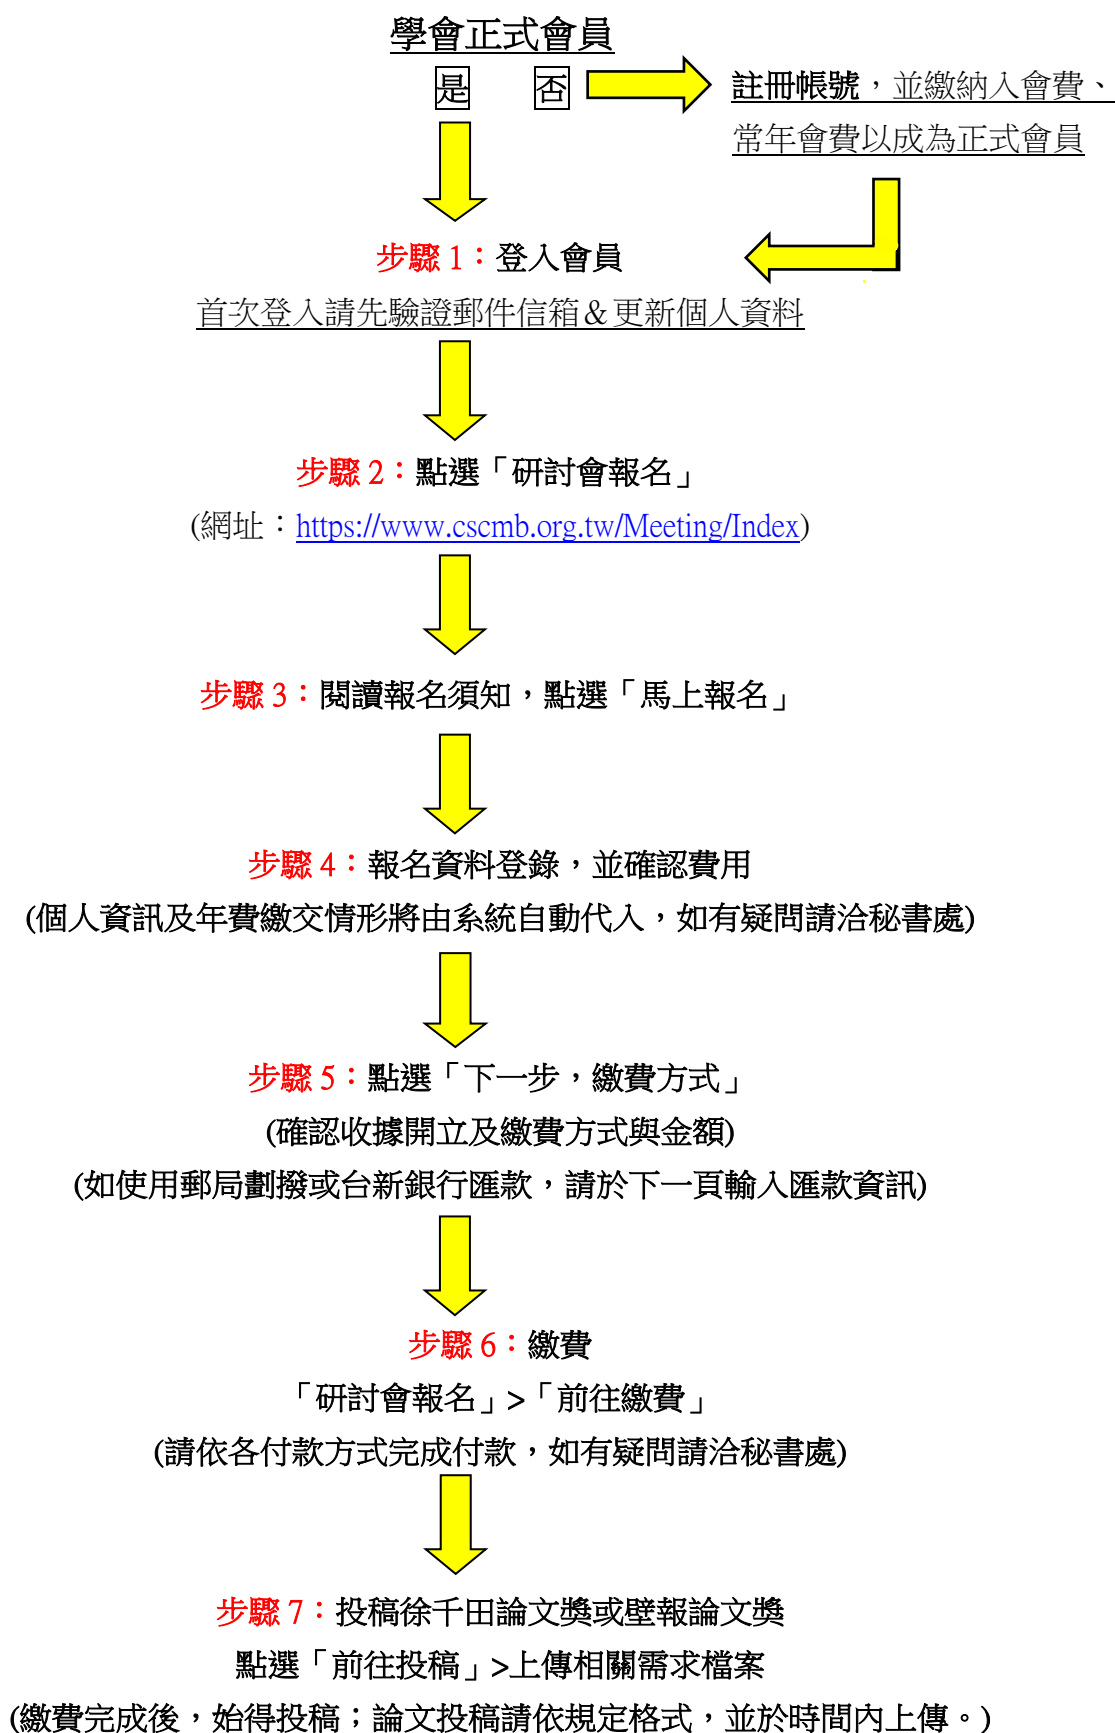 學會正式會員
是 否
註冊帳號，並繳納入會費、
常年會費以成為正式會員
步驟 1：登入會員
首次登入請先驗證郵件信箱＆更新個人資料
步驟 2：點選「研討會報名」
(網址：https://www.cscmb.org.tw/Meeting/Index)
步驟 3：閱讀報名須知，點選「馬上報名」
步驟 4：報名資料登錄，並確認費用
(個人資訊及年費繳交情形將由系統自動代入，如有疑問請洽秘書處)
步驟 5：點選「下一步，繳費方式」
(確認收據開立及繳費方式與金額)
(如使用郵局劃撥或台新銀行匯款，請於下一頁輸入匯款資訊)
步驟 6：繳費
「研討會報名」>「前往繳費」
(請依各付款方式完成付款，如有疑問請洽秘書處)
步驟 7：投稿徐千田論文獎或壁報論文獎
點選「前往投稿」>上傳相關需求檔案
(繳費完成後，始得投稿；論文投稿請依規定格式，並於時間內上傳。)